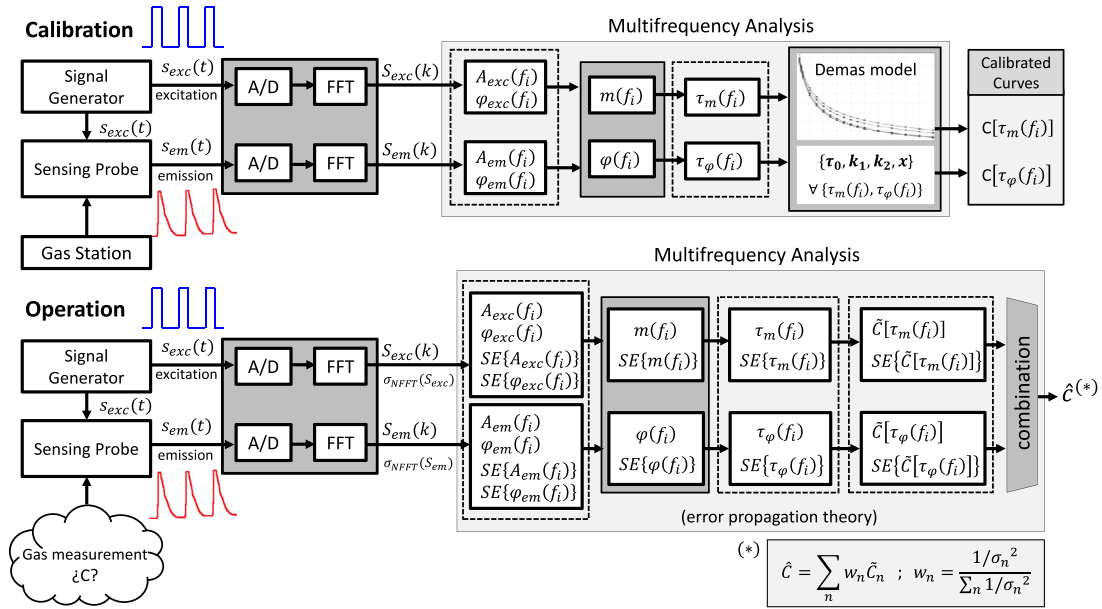 Calibration
Multifrequency Analysis
Signal
Generator
s_exc(t)
excitation
A/D
FFT
S_exc(k)
A_exc(f_i)
φ_exc(f_i)
m(f_i)
τ_m(f_i)
Demas model
Calibrated
Curves
s_exc(t)
C[τ_m(f_i)]
Sensing Probe
s_em(t)
emission
A/D
FFT
S_em(k)
A_em(f_i)
φ_em(f_i)
φ(f_i)
τ_φ(f_i)
{τ_0, k_1, k_2, x}
∀ {τ_m(f_i), τ_φ(f_i)}
C[τ_φ(f_i)]
Gas Station
Operation
Multifrequency Analysis
Signal
Generator
s_exc(t)
excitation
A/D
FFT
S_exc(k)
σ_NFFT(S_exc)
A_exc(f_i)
φ_exc(f_i)
SE{A_exc(f_i)}
SE{φ_exc(f_i)}
m(f_i)
SE{m(f_i)}
τ_m(f_i)
SE{τ_m(f_i)}
C̃[τ_m(f_i)]
SE{C̃[τ_m(f_i)]}
combination
Ĉ^(*)
s_exc(t)
Sensing Probe
s_em(t)
emission
A/D
FFT
S_em(k)
σ_NFFT(S_em)
A_em(f_i)
φ_em(f_i)
SE{A_em(f_i)}
SE{φ_em(f_i)}
φ(f_i)
SE{φ(f_i)}
τ_φ(f_i)
SE{τ_φ(f_i)}
C̃[τ_φ(f_i)]
SE{C̃[τ_φ(f_i)]}
(error propagation theory)
Gas measurement
¿C?
(*)
Ĉ = ∑_n w_n C̃_n ; w_n = (1/σ_n²) / (∑_n 1/σ_n²)